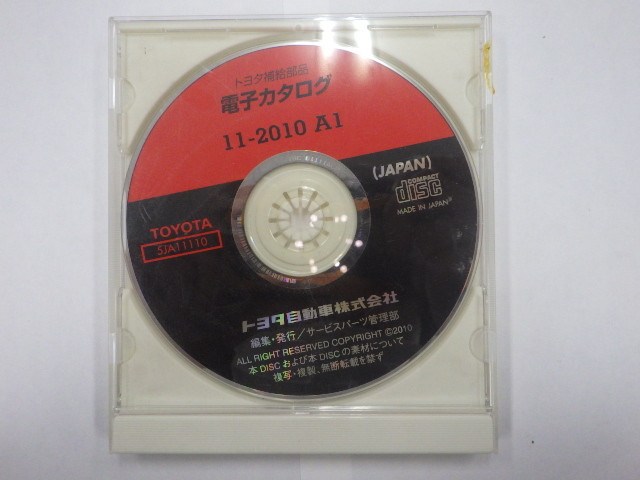 トヨタ補給部品
電子カタログ
11-2010 A1
(JAPAN)
COMPACT
disc
MADE IN JAPAN
TOYOTA
5JA11110
トヨタ自動車株式会社
編集・発行/サービスパーツ管理部
ALL RIGHT RESERVED COPYRIGHT ©2010
本DISCおよび本DISCの素材について
複写・複製、無断転載を禁ず